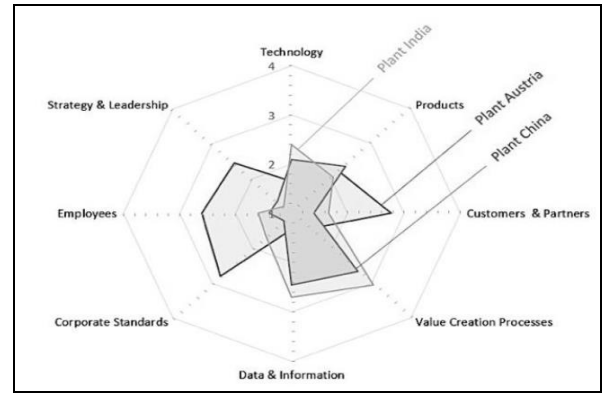 Technology
Plant India
4
Strategy & Leadership
Products
Plant Austria
3
Plant China
2
Employees
1
Customers & Partners
Corporate Standards
Value Creation Processes
Data & Information